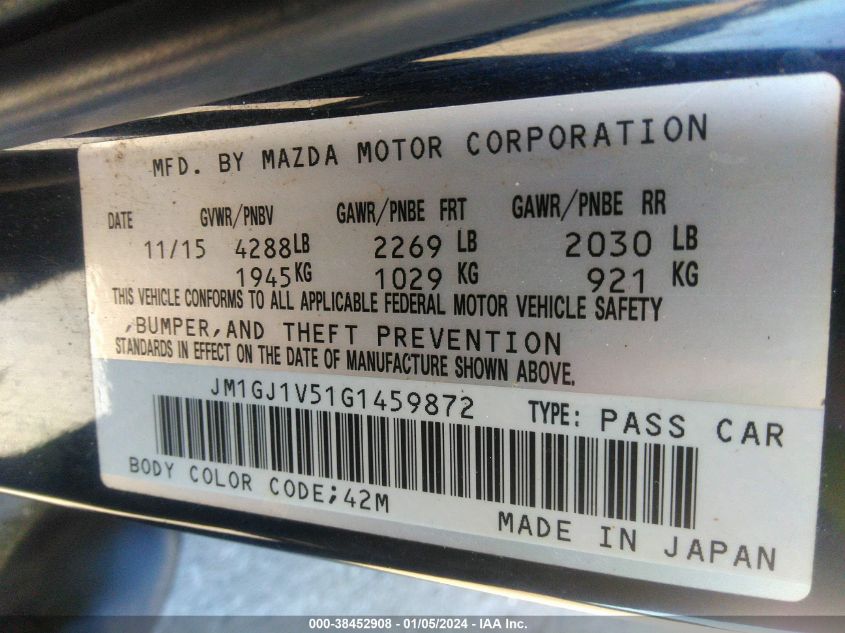 MFD. BY MAZDA MOTOR CORPORATION
DATE GVWR/PNBV GAWR/PNBE FRT GAWR/PNBE RR
11/15 4288LB 2269 LB 2030 LB
1945KG 1029 KG 921 KG
THIS VEHICLE CONFORMS TO ALL APPLICABLE FEDERAL MOTOR VEHICLE SAFETY
,BUMPER,AND THEFT PREVENTION
STANDARDS IN EFFECT ON THE DATE OF MANUFACTURE SHOWN ABOVE.
JM1GJ1V51G1459872 TYPE: PASS CAR
BODY COLOR CODE;42M
MADE IN JAPAN
000-38452908 - 01/05/2024 - IAA Inc.